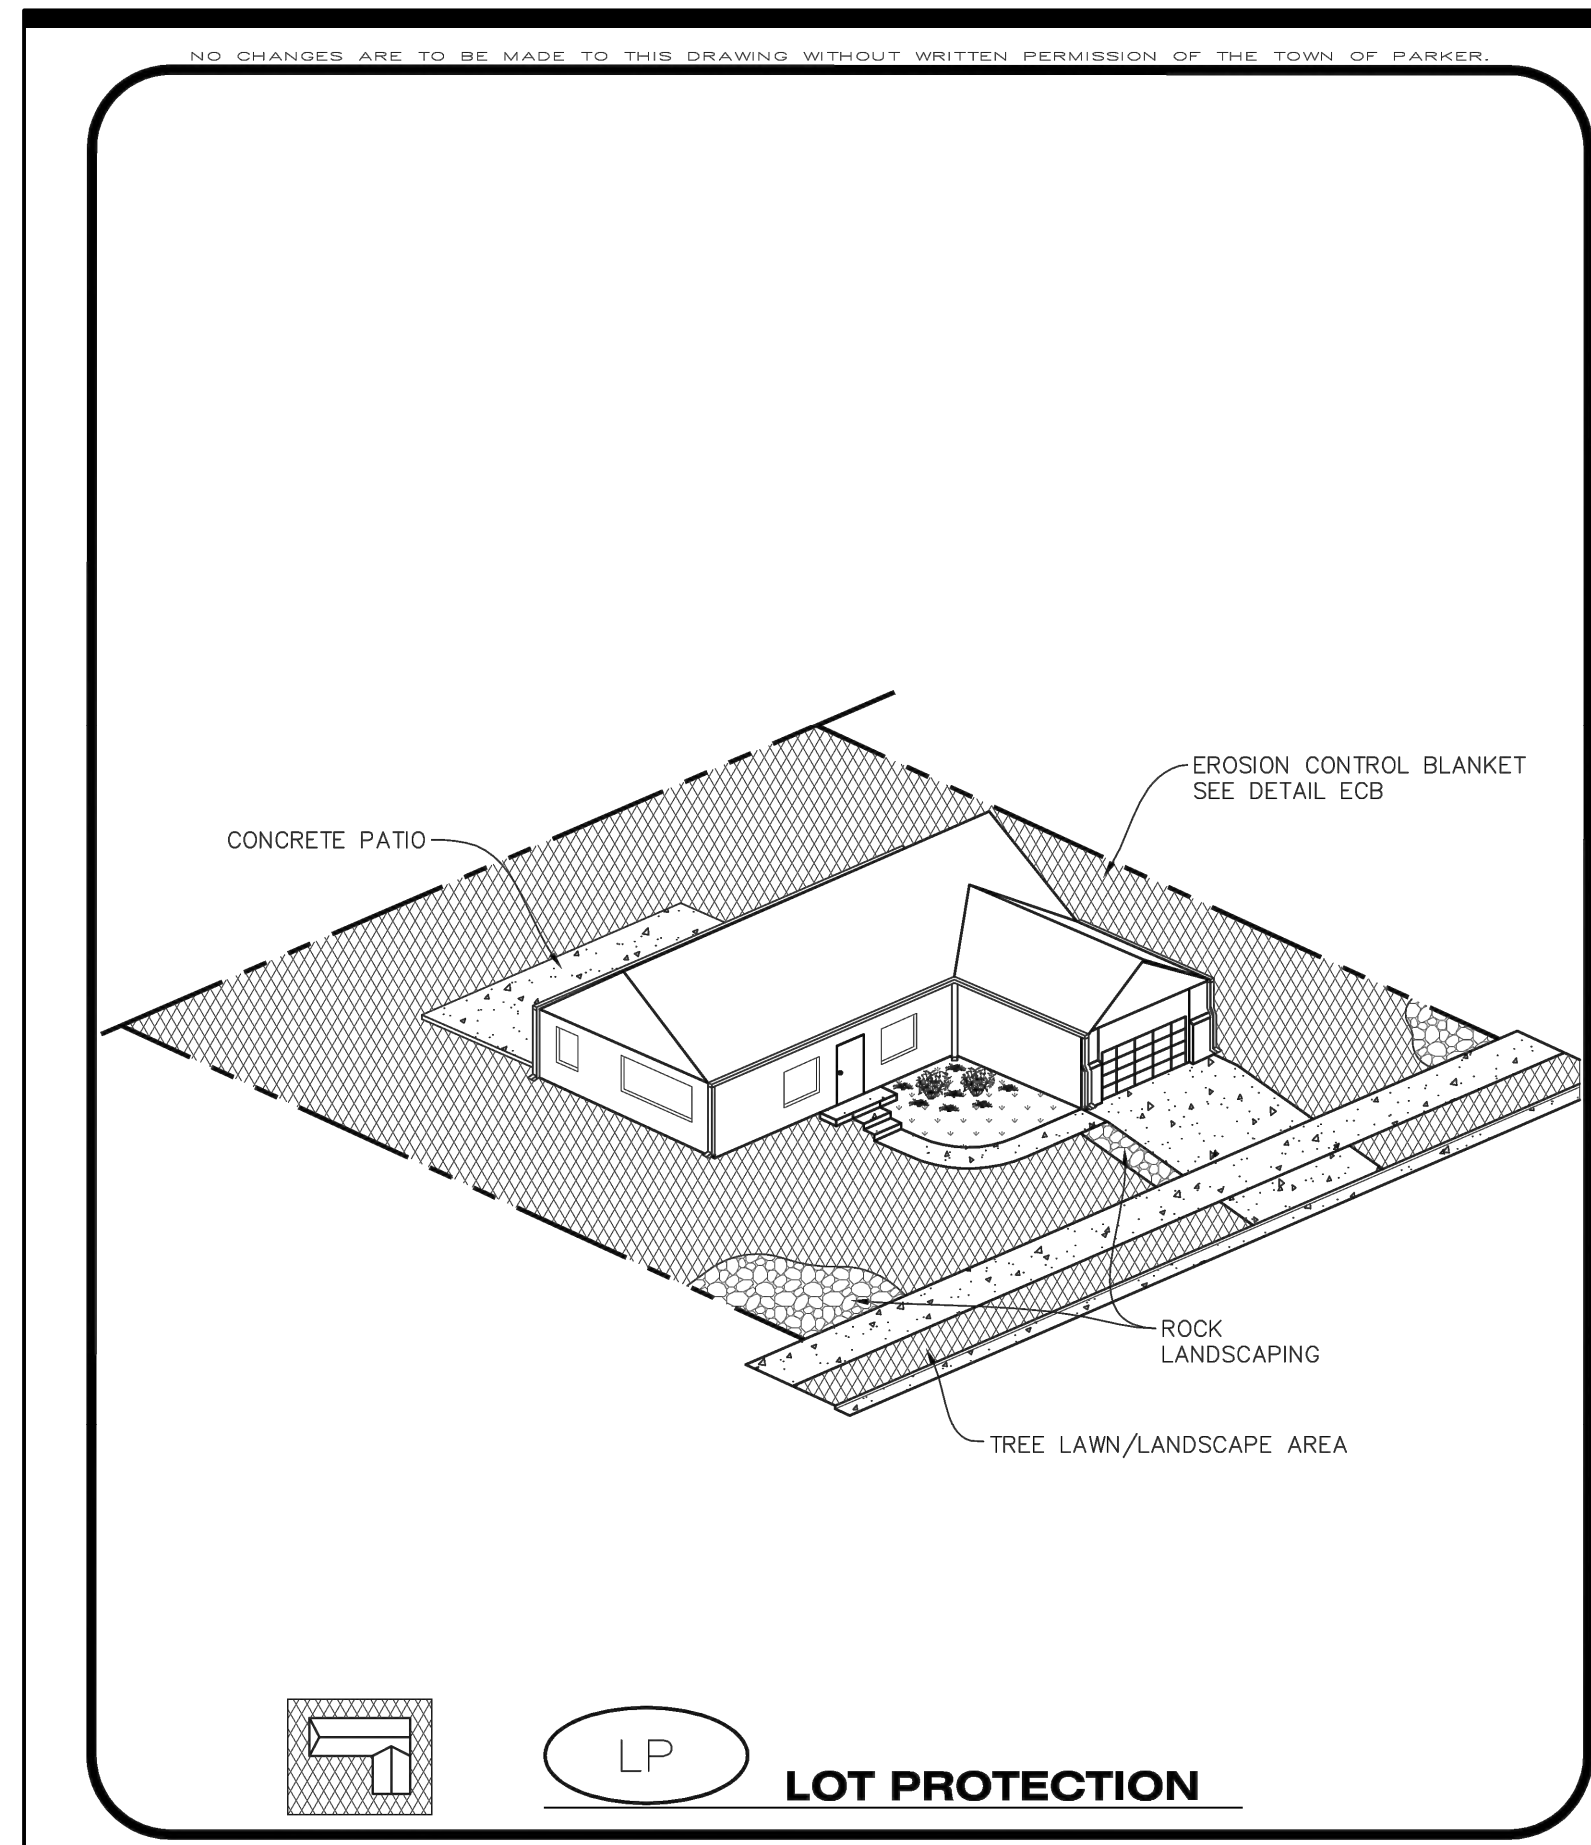 NO CHANGES ARE TO BE MADE TO THIS DRAWING WITHOUT WRITTEN PERMISSION OF THE TOWN OF PARKER.
EROSION CONTROL BLANKET
SEE DETAIL ECB
CONCRETE PATIO
ROCK
LANDSCAPING
TREE LAWN/LANDSCAPE AREA
LP
LOT PROTECTION